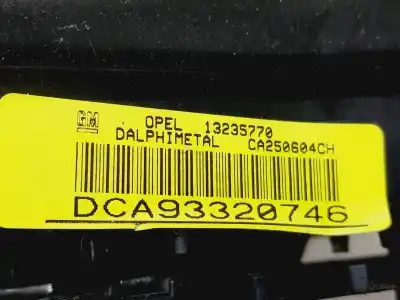 GM OPEL 13235770
DALPHIMETAL CA250604CH
DCA93320746